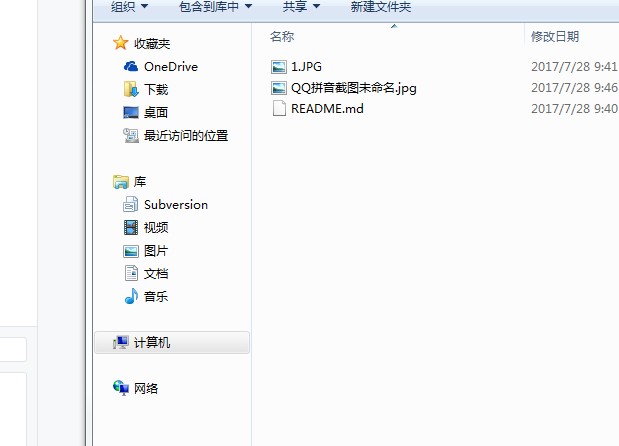 组织 包含到库中 共享 新建文件夹
收藏夹
OneDrive
下载
桌面
最近访问的位置
库
Subversion
视频
图片
文档
音乐
计算机
网络
名称 修改日期
1.JPG 2017/7/28 9:41
QQ拼音截图未命名.jpg 2017/7/28 9:46
README.md 2017/7/28 9:40